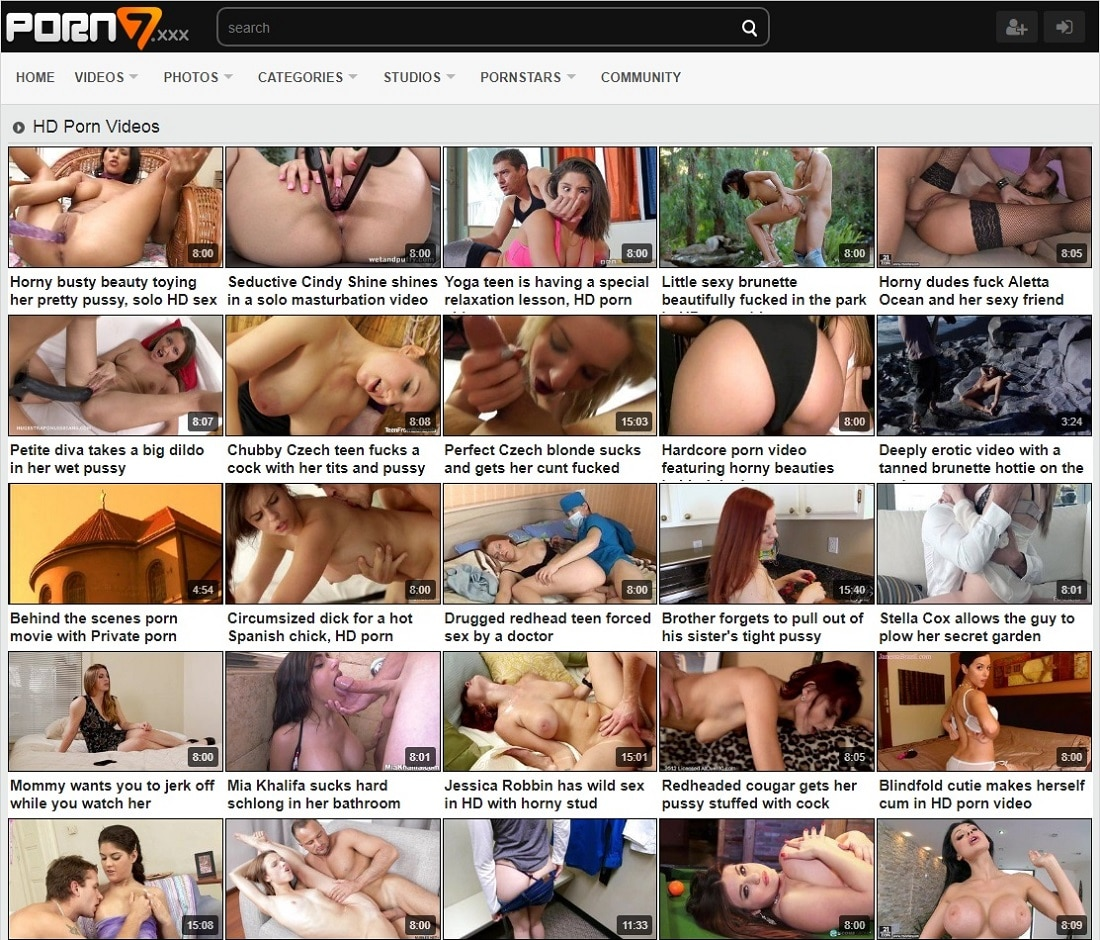 PORN7.xxx
search
HOME VIDEOS PHOTOS CATEGORIES STUDIOS PORNSTARS COMMUNITY
HD Porn Videos
8:00 8:00 8:00 8:00 8:05
Horny busty beauty toying
her pretty pussy, solo HD sex
Seductive Cindy Shine shines
in a solo masturbation video
Yoga teen is having a special
relaxation lesson, HD porn
Little sexy brunette
beautifully fucked in the park
Horny dudes fuck Aletta
Ocean and her sexy friend
8:07 8:08 15:03 8:00 3:24
Petite diva takes a big dildo
in her wet pussy
Chubby Czech teen fucks a
cock with her tits and pussy
Perfect Czech blonde sucks
and gets her cunt fucked
Hardcore porn video
featuring horny beauties
Deeply erotic video with a
tanned brunette hottie on the
4:54 8:00 8:00 15:40 8:01
Behind the scenes porn
movie with Private porn
Circumsized dick for a hot
Spanish chick, HD porn
Drugged redhead teen forced
sex by a doctor
Brother forgets to pull out of
his sister's tight pussy
Stella Cox allows the guy to
plow her secret garden
8:00 8:01 15:01 8:05 8:00
Mommy wants you to jerk off
while you watch her
Mia Khalifa sucks hard
schlong in her bathroom
Jessica Robbin has wild sex
in HD with horny stud
Redheaded cougar gets her
pussy stuffed with cock
Blindfold cutie makes herself
cum in HD porn video
15:08 8:00 11:33 8:00 8:09